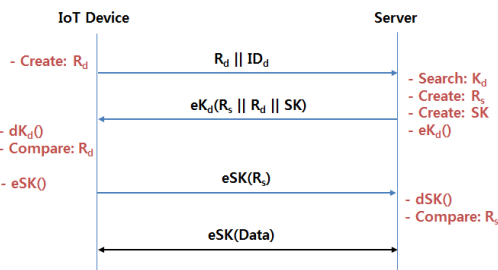 IoT Device
Server
- Create: Rd
Rd || IDd
- Search: Kd
- Create: Rs
- Create: SK
- eKd()
eKd(Rs || Rd || SK)
- dKd()
- Compare: Rd
- eSK()
eSK(Rs)
- dSK()
- Compare: Rs
eSK(Data)